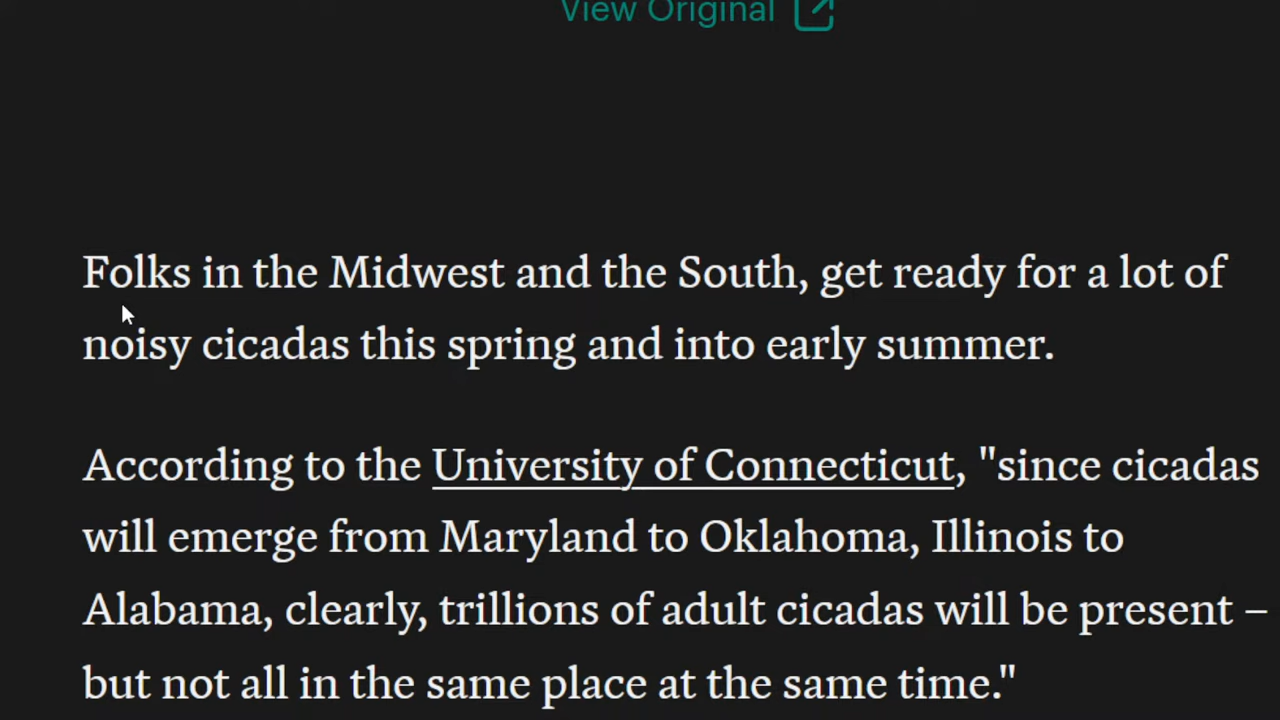 View Original
Folks in the Midwest and the South, get ready for a lot of
noisy cicadas this spring and into early summer.
According to the University of Connecticut, "since cicadas
will emerge from Maryland to Oklahoma, Illinois to
Alabama, clearly, trillions of adult cicadas will be present –
but not all in the same place at the same time."